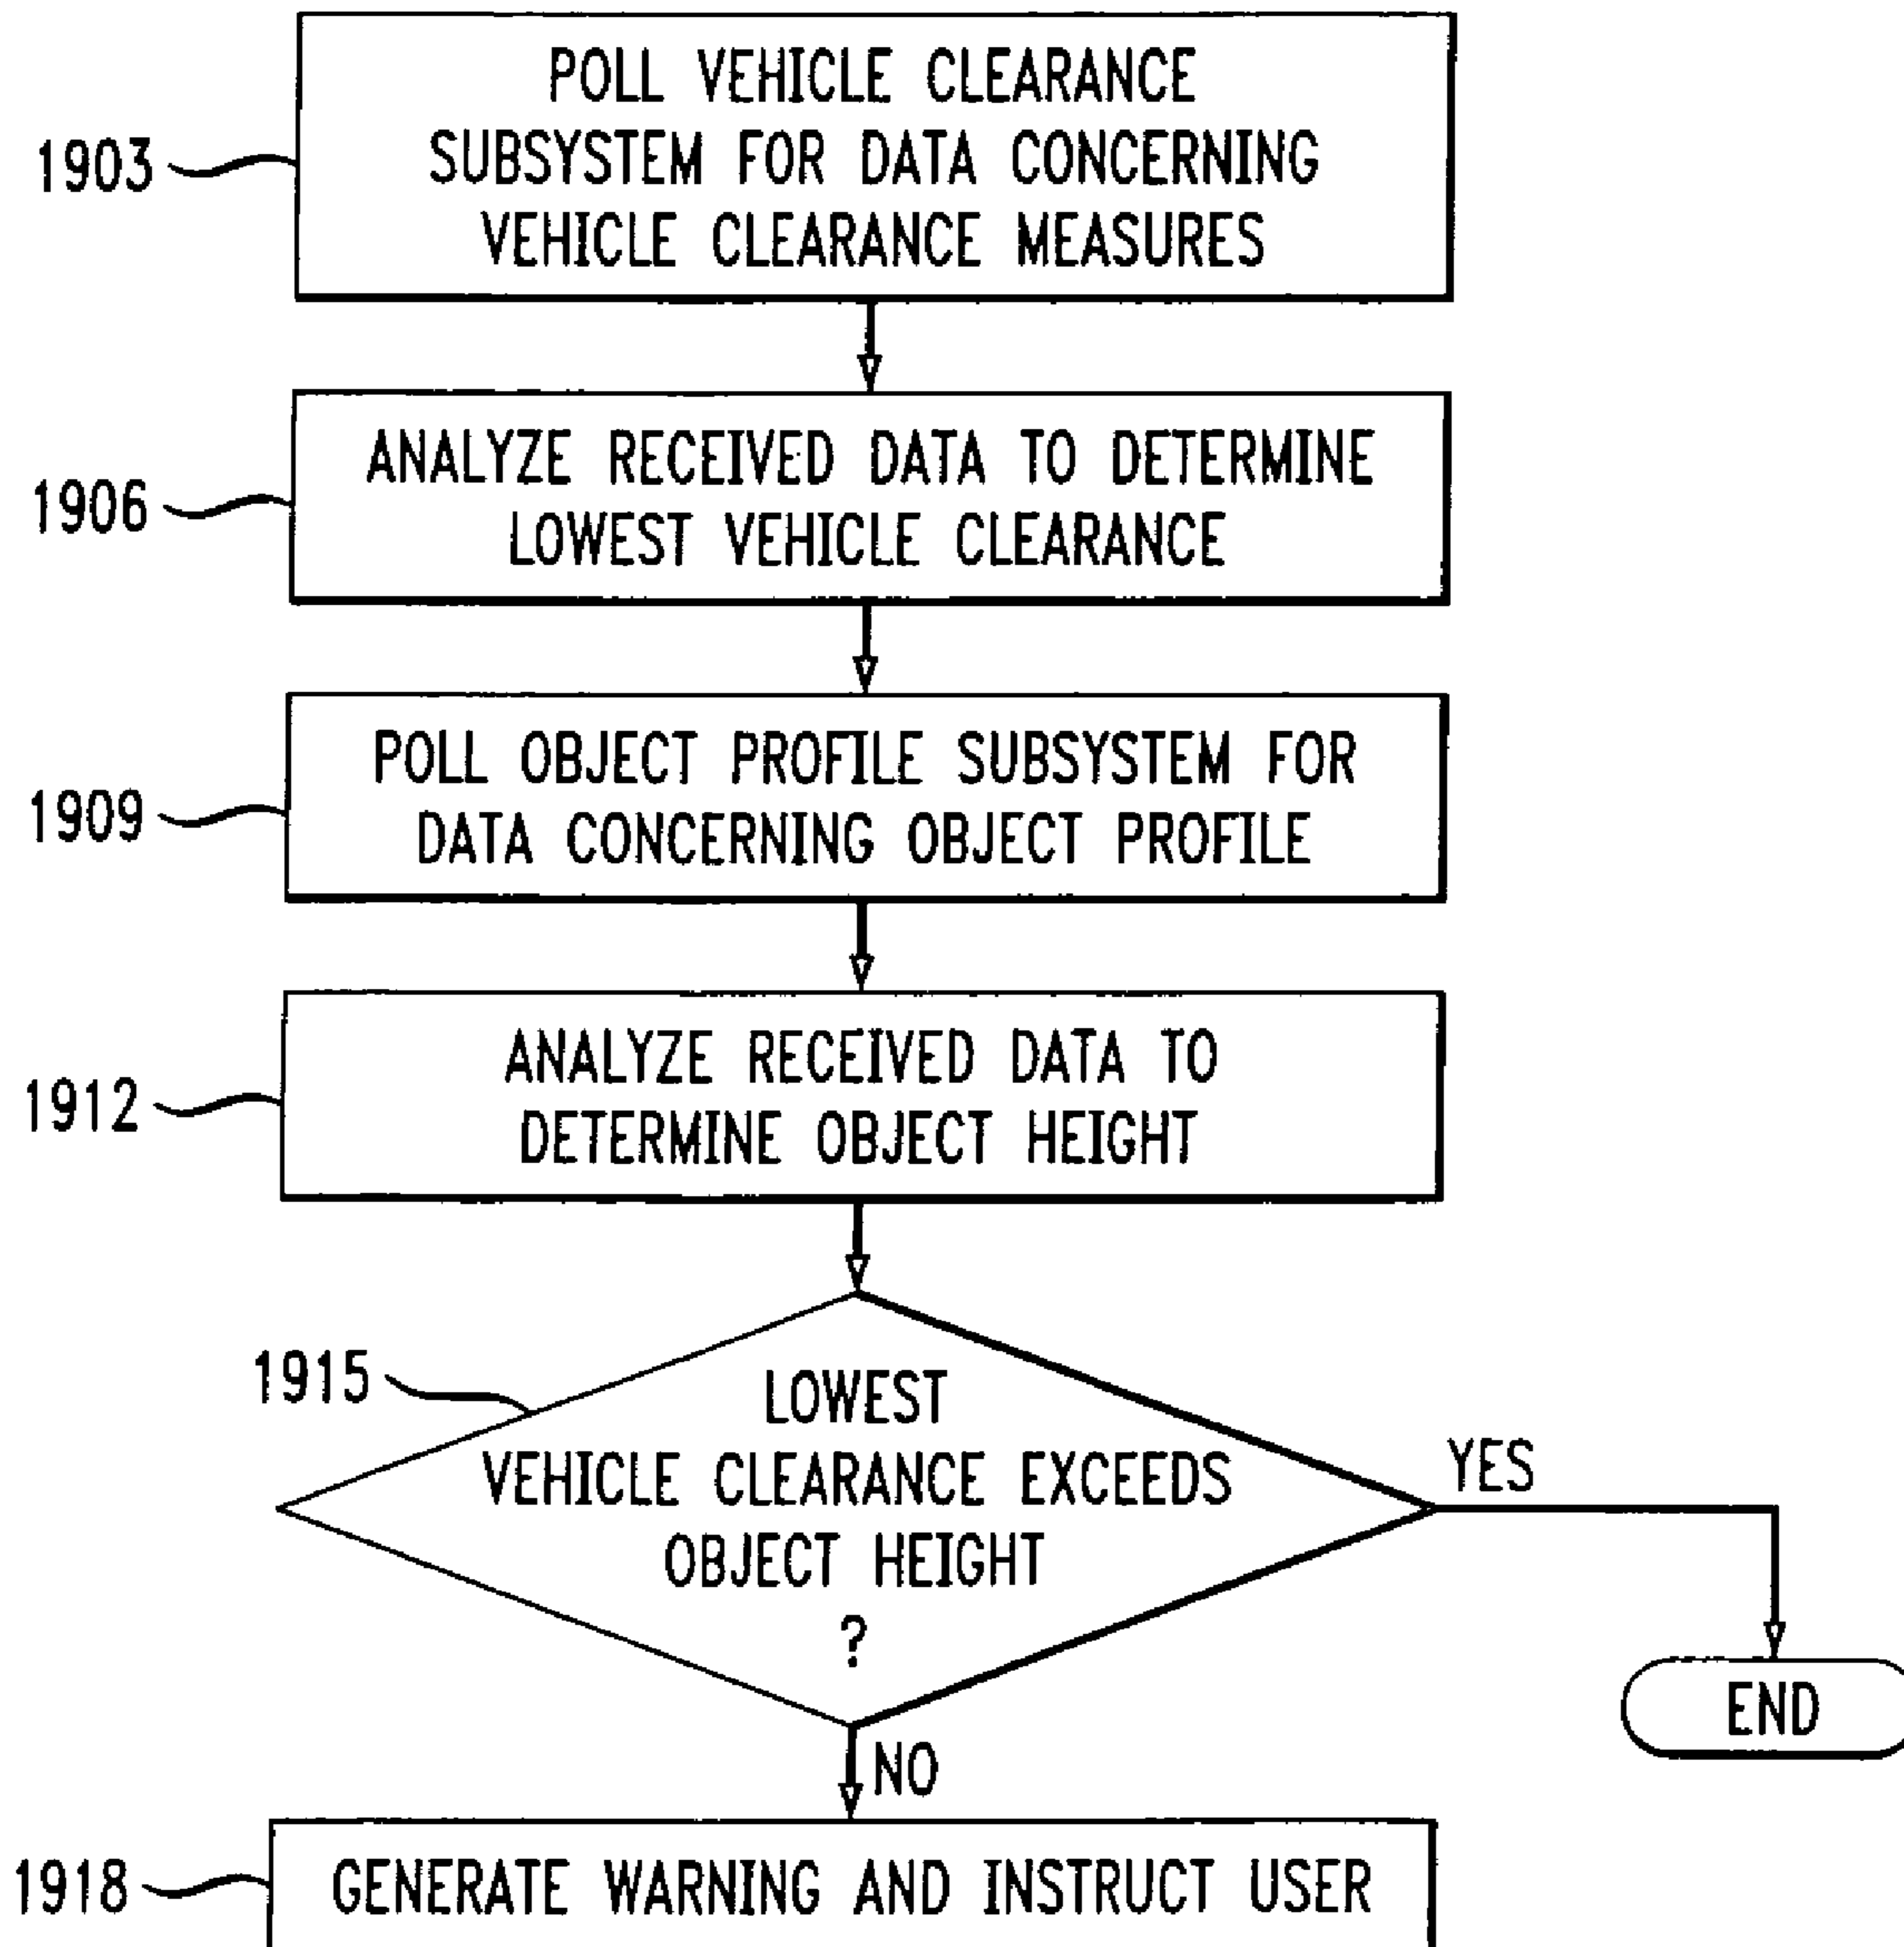 1903
POLL VEHICLE CLEARANCE
SUBSYSTEM FOR DATA CONCERNING
VEHICLE CLEARANCE MEASURES
1906
ANALYZE RECEIVED DATA TO DETERMINE
LOWEST VEHICLE CLEARANCE
1909
POLL OBJECT PROFILE SUBSYSTEM FOR
DATA CONCERNING OBJECT PROFILE
1912
ANALYZE RECEIVED DATA TO
DETERMINE OBJECT HEIGHT
1915
LOWEST
VEHICLE CLEARANCE EXCEEDS
OBJECT HEIGHT
?
YES
END
NO
1918
GENERATE WARNING AND INSTRUCT USER